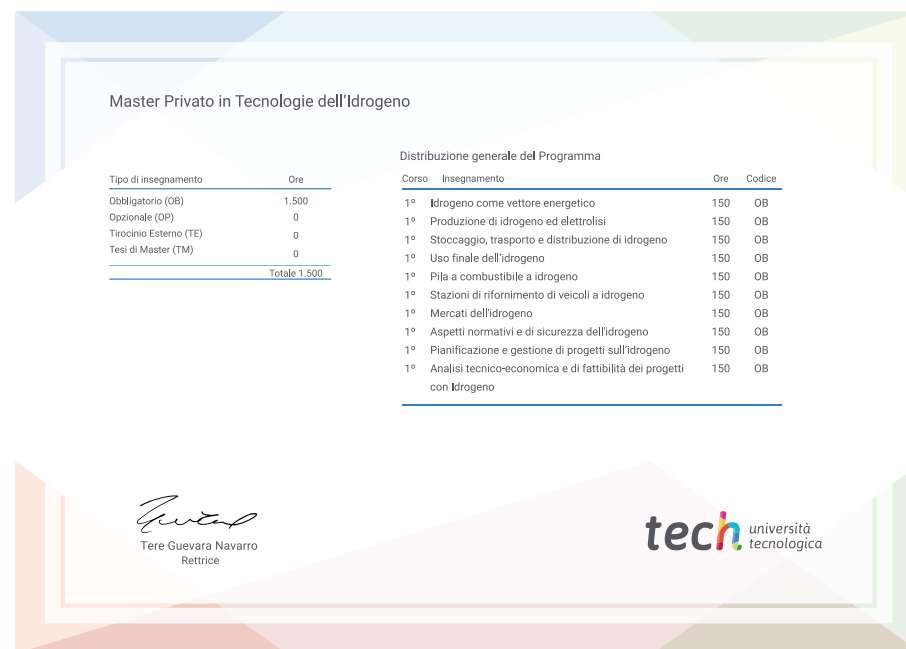 Master Privato in Tecnologie dell'Idrogeno
Tipo di insegnamento Ore
Obbligatorio (OB) 1.500
Opzionale (OP) 0
Tirocinio Esterno (TE) 0
Tesi di Master (TM) 0
Totale 1.500
Distribuzione generale del Programma
Corso Insegnamento Ore Codice
1º Idrogeno come vettore energetico 150 OB
1º Produzione di idrogeno ed elettrolisi 150 OB
1º Stoccaggio, trasporto e distribuzione di idrogeno 150 OB
1º Uso finale dell'idrogeno 150 OB
1º Pila a combustibile a idrogeno 150 OB
1º Stazioni di rifornimento di veicoli a idrogeno 150 OB
1º Mercati dell'idrogeno 150 OB
1º Aspetti normativi e di sicurezza dell'idrogeno 150 OB
1º Pianificazione e gestione di progetti sull'idrogeno 150 OB
1º Analisi tecnico-economica e di fattibilità dei progetti 150 OB
con Idrogeno
Tere Guevara Navarro
Rettrice
tech università
tecnologica